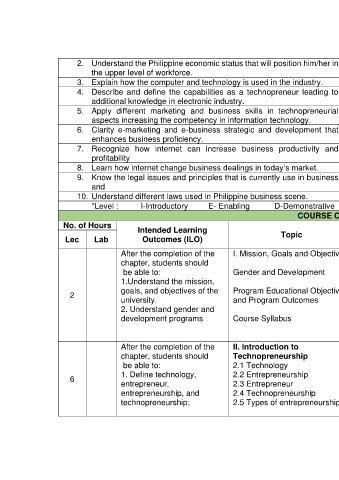 2. Understand the Philippine economic status that will position him/her in
the upper level of workforce.
3. Explain how the computer and technology is used in the industry.
4. Describe and define the capabilities as a technopreneur leading to
additional knowledge in electronic industry.
5. Apply different marketing and business skills in technopreneurial
aspects increasing the competency in information technology.
6. Clarity e-marketing and e-business strategic and development that
enhances business proficiency.
7. Recognize how internet can increase business productivity and
profitability
8. Learn how internet change business dealings in today's market.
9. Know the legal issues and principles that is currently use in business
and
10. Understand different laws used in Philippine business scene.
*Level : I-Introductory E- Enabling D-Demonstrative
COURSE C
No. of Hours
Intended Learning
Outcomes (ILO)
Topic
Lec Lab
2
After the completion of the
chapter, students should
be able to:
1.Understand the mission,
goals, and objectives of the
university.
2. Understand gender and
development programs
I. Mission, Goals and Objectiv
Gender and Development
Program Educational Objectiv
and Program Outcomes
Course Syllabus
6
After the completion of the
chapter, students should
be able to:
1. Define technology,
entrepreneur,
entrepreneurship, and
technopreneurship;
II. Introduction to
Technopreneurship
2.1 Technology
2.2 Entrepreneurship
2.3 Entrepreneur
2.4 Technopreneurship
2.5 Types of entrepreneurship